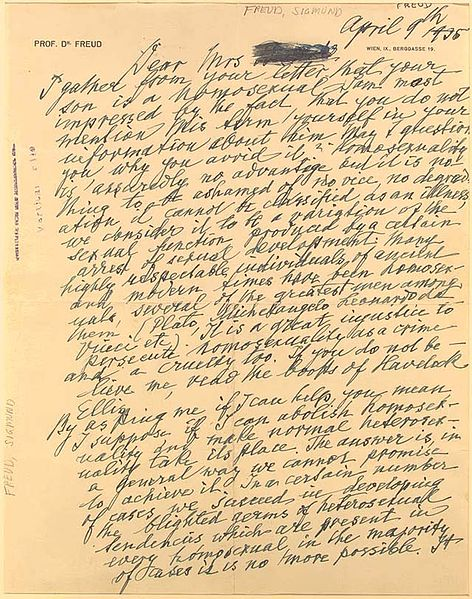 FREUD, SIGMUND
FREUD
April 9th 1935
PROF. DR. FREUD
WIEN, IX., BERGGASSE 19.
Dear Mrs
I gathered from your letter that your
son is a homosexual. I am most
impressed by the fact, that you do not
mention this term yourself in your
information about him. May I question
you why you avoid it? Homosexuality
is assuredly no advantage but it is no-
thing to be ashamed of, no vice, no degrad-
ation, it cannot be classified as an illness
we consider it to be a variation of the
sexual function produced by a certain
arrest of sexual development. Many
highly respectable individuals of ancient
and modern times have been homosex-
uals, several of the greatest men among
them (Plato, Michelangelo, Leonardo da
Vinci etc). It is a great injustice to
persecute homosexuality as a crime
and a cruelty too. If you do not be-
lieve me read the books of Havelock
Ellis.
By asking me if I can help, you mean
I suppose if I can abolish homosex-
uality and make normal heterosex-
uality take its place. The answer is, in
a general way we cannot promise
to achieve it. In a certain number
of cases we succeed in developing
the blighted germs of heterosexual
tendencies which are present in
every homosexual, in the majority
of cases it is no more possible. It
FREUD, SIGMUND